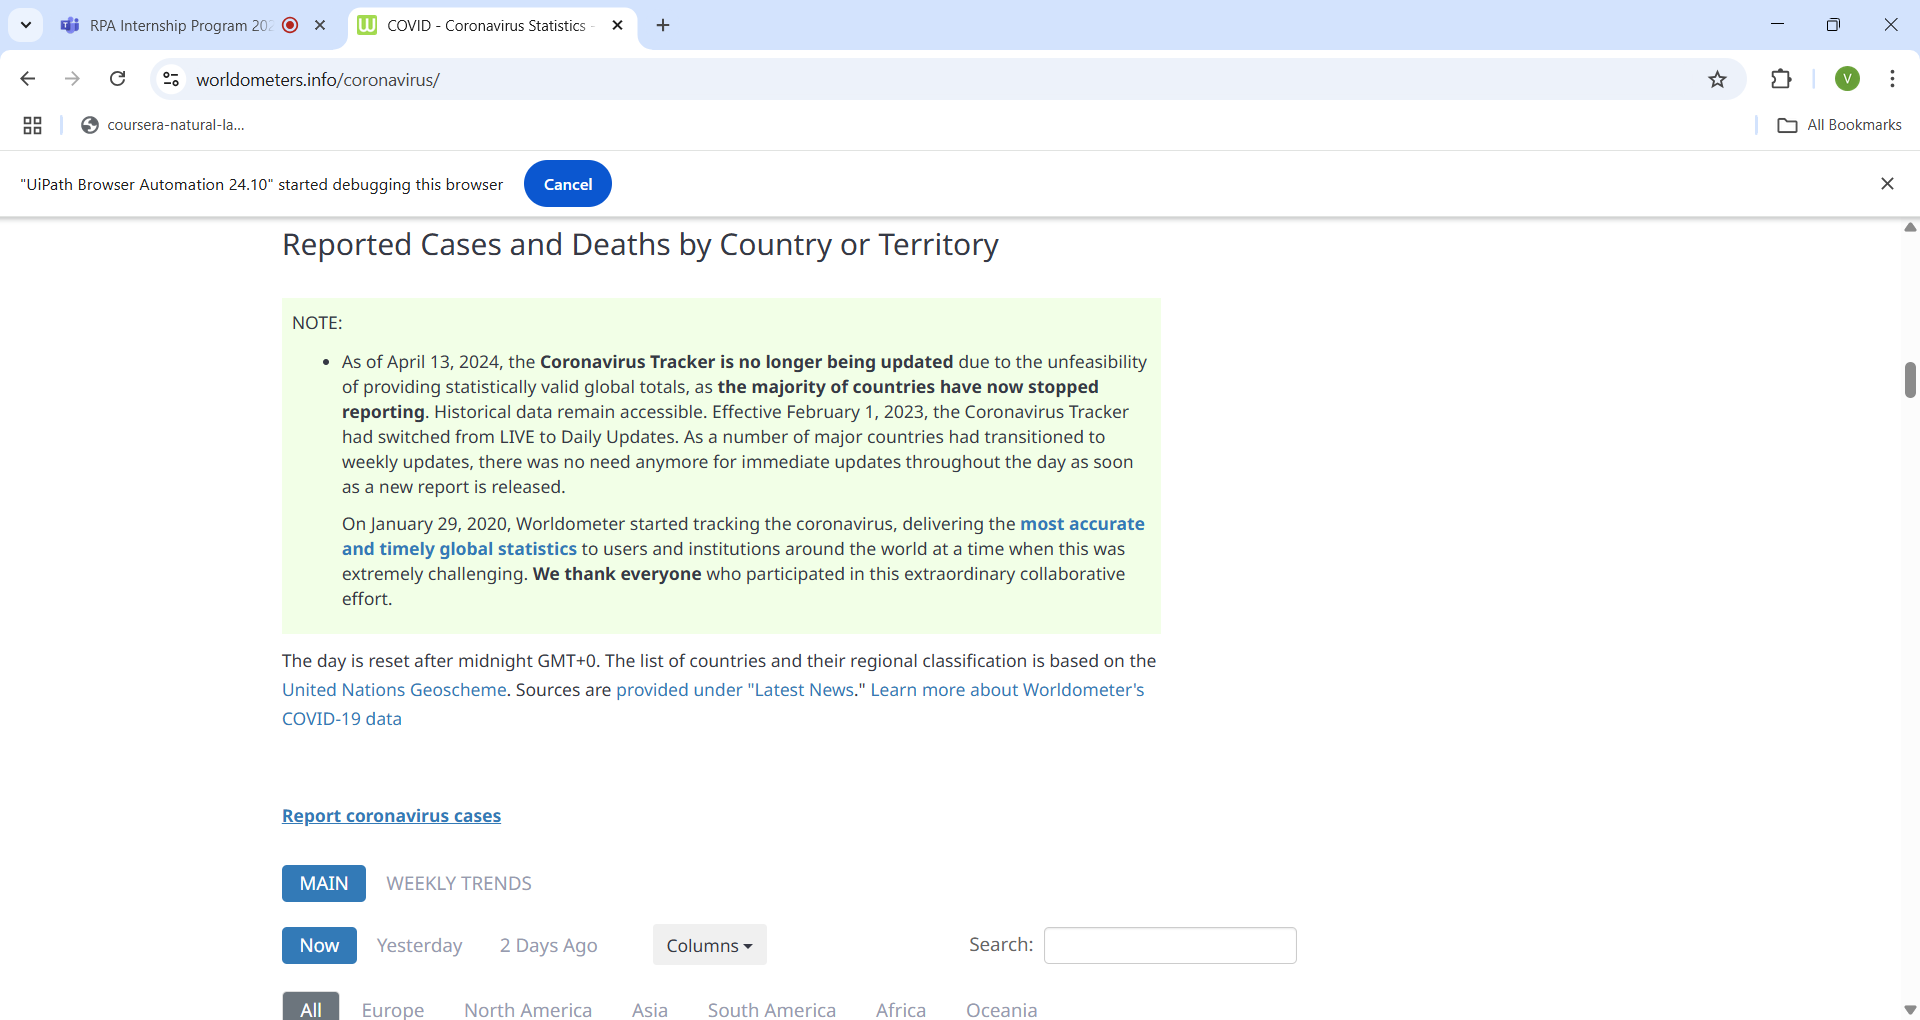 RPA Internship Program 202
COVID - Coronavirus Statistics -
worldometers.info/coronavirus/
V
coursera-natural-la...
All Bookmarks
"UiPath Browser Automation 24.10" started debugging this browser
Cancel
Reported Cases and Deaths by Country or Territory
NOTE:
• As of April 13, 2024, the Coronavirus Tracker is no longer being updated due to the unfeasibility
of providing statistically valid global totals, as the majority of countries have now stopped
reporting. Historical data remain accessible. Effective February 1, 2023, the Coronavirus Tracker
had switched from LIVE to Daily Updates. As a number of major countries had transitioned to
weekly updates, there was no need anymore for immediate updates throughout the day as soon
as a new report is released.
On January 29, 2020, Worldometer started tracking the coronavirus, delivering the most accurate
and timely global statistics to users and institutions around the world at a time when this was
extremely challenging. We thank everyone who participated in this extraordinary collaborative
effort.
The day is reset after midnight GMT+0. The list of countries and their regional classification is based on the
United Nations Geoscheme. Sources are provided under "Latest News." Learn more about Worldometer's
COVID-19 data
Report coronavirus cases
MAIN WEEKLY TRENDS
Now Yesterday 2 Days Ago Columns Search:
All Europe North America Asia South America Africa Oceania